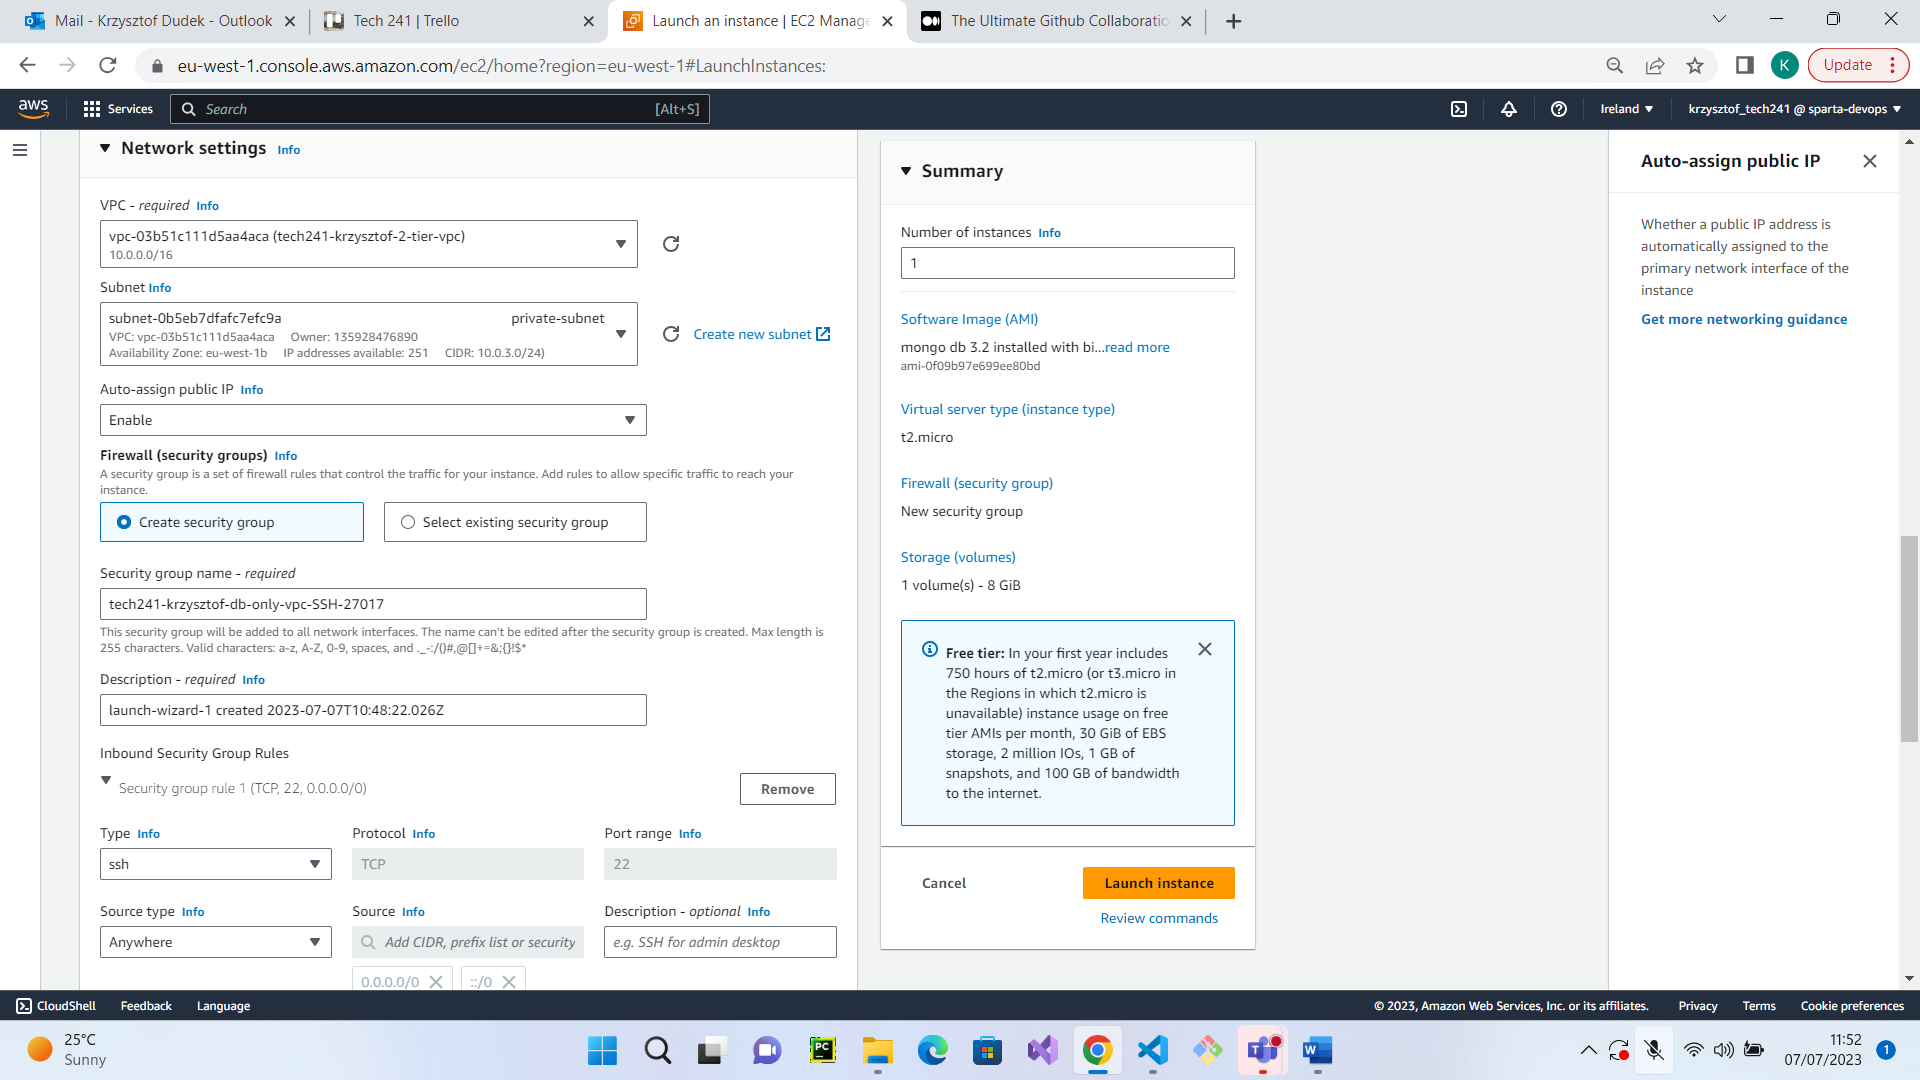 Mail - Krzysztof Dudek - Outlook
Tech 241 | Trello
Launch an instance | EC2 Manage
The Ultimate Github Collaboratio
eu-west-1.console.aws.amazon.com/ec2/home?region=eu-west-1#LaunchInstances:
K
Update
aws
Services
Search
[Alt+S]
Ireland
krzysztof_tech241 @ sparta-devops
Network settings Info
VPC - required Info
vpc-03b51c111d5aa4aca (tech241-krzysztof-2-tier-vpc)
10.0.0.0/16
Subnet Info
subnet-0b5eb7dfafc7efc9a private-subnet
VPC: vpc-03b51c111d5aa4aca Owner: 135928476890
Availability Zone: eu-west-1b IP addresses available: 251 CIDR: 10.0.3.0/24)
Create new subnet
Auto-assign public IP Info
Enable
Firewall (security groups) Info
A security group is a set of firewall rules that control the traffic for your instance. Add rules to allow specific traffic to reach your
instance.
Create security group
Select existing security group
Security group name - required
tech241-krzysztof-db-only-vpc-SSH-27017
This security group will be added to all network interfaces. The name can't be edited after the security group is created. Max length is
255 characters. Valid characters: a-z, A-Z, 0-9, spaces, and ._-:/()#,@[]+=&;{}!$*
Description - required Info
launch-wizard-1 created 2023-07-07T10:48:22.026Z
Inbound Security Group Rules
Security group rule 1 (TCP, 22, 0.0.0.0/0)
Remove
Type Info
Protocol Info
Port range Info
ssh
TCP
22
Source type Info
Source Info
Description - optional Info
Anywhere
Add CIDR, prefix list or security
e.g. SSH for admin desktop
0.0.0.0/0
::/0
Summary
Number of instances Info
1
Software Image (AMI)
mongo db 3.2 installed with bi...read more
ami-0f09b97e699ee80bd
Virtual server type (instance type)
t2.micro
Firewall (security group)
New security group
Storage (volumes)
1 volume(s) - 8 GiB
Free tier: In your first year includes
750 hours of t2.micro (or t3.micro in
the Regions in which t2.micro is
unavailable) instance usage on free
tier AMIs per month, 30 GiB of EBS
storage, 2 million IOs, 1 GB of
snapshots, and 100 GB of bandwidth
to the internet.
Cancel
Launch instance
Review commands
Auto-assign public IP
Whether a public IP address is
automatically assigned to the
primary network interface of the
instance
Get more networking guidance
CloudShell
Feedback
Language
© 2023, Amazon Web Services, Inc. or its affiliates.
Privacy
Terms
Cookie preferences
25°C
Sunny
PC
T
W
11:52
07/07/2023
1